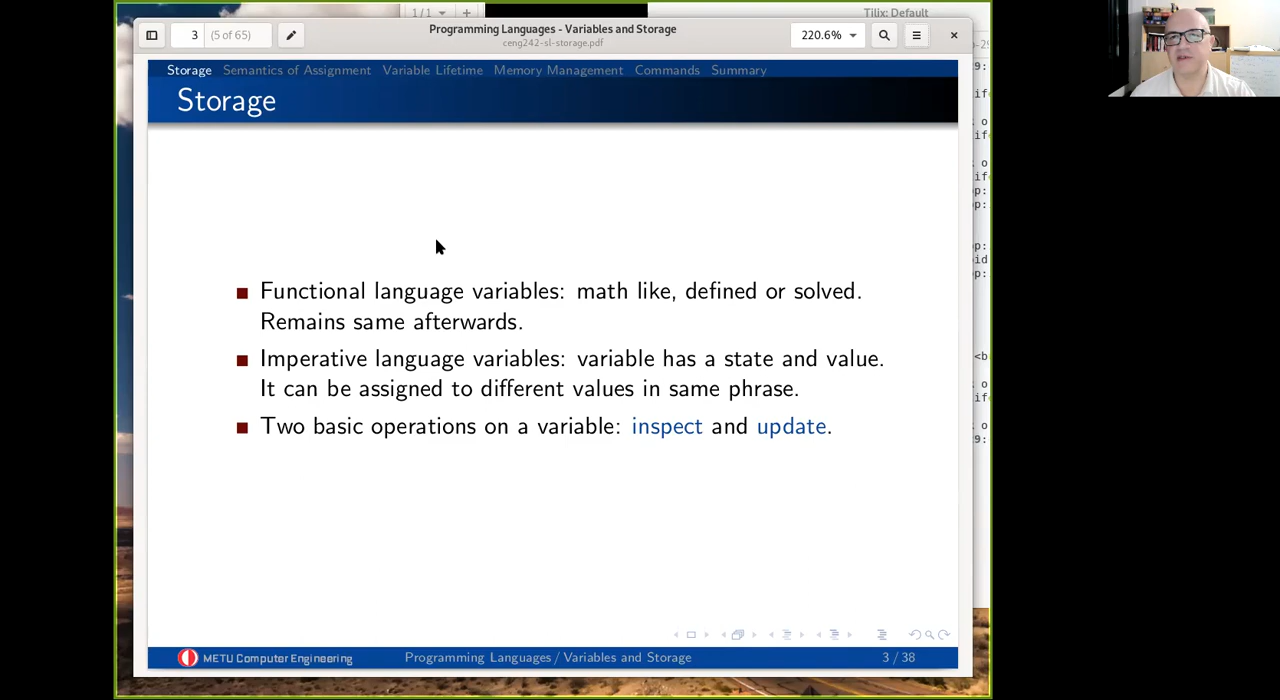 1/1
Tilix: Default
3 (5 of 65)
Programming Languages - Variables and Storage
ceng242-sl-storage.pdf
220.6%
Storage Semantics of Assignment Variable Lifetime Memory Management Commands Summary
Storage
Functional language variables: math like, defined or solved.
Remains same afterwards.
Imperative language variables: variable has a state and value.
It can be assigned to different values in same phrase.
Two basic operations on a variable: inspect and update.
METU Computer Engineering Programming Languages / Variables and Storage 3 / 38